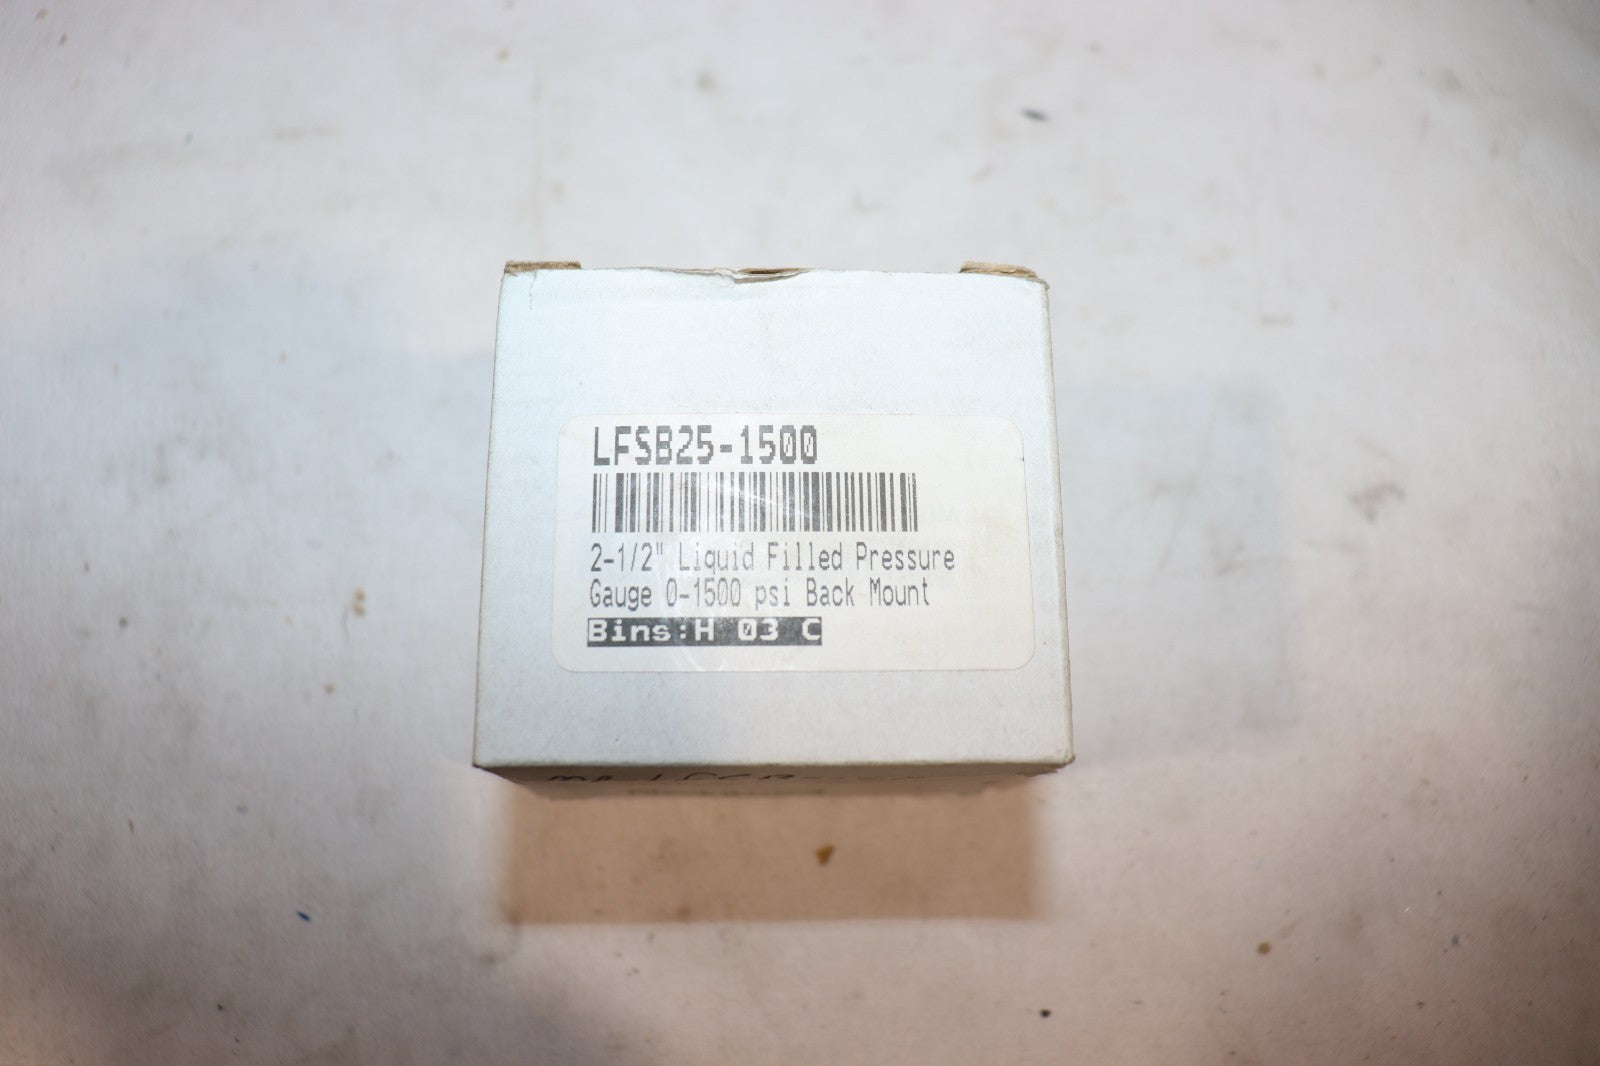 LFSB25-1500
2-1/2" Liquid Filled Pressure
Gauge 0-1500 psi Back Mount
Bins:H 03 C